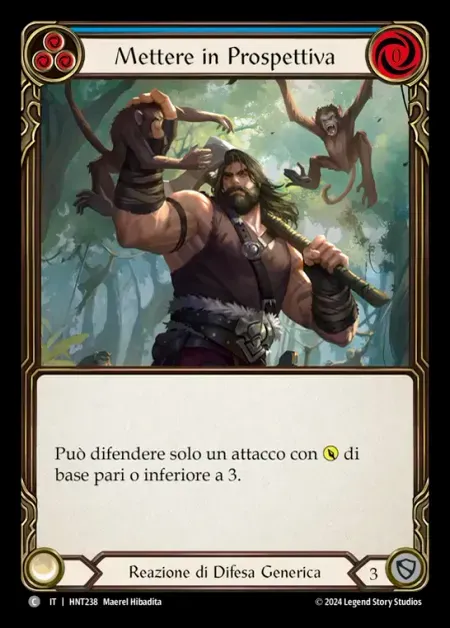 Mettere in Prospettiva
0
Può difendere solo un attacco con di
base pari o inferiore a 3.
Reazione di Difesa Generica
3
C IT | HNT238 Maerel Hibadita
© 2024 Legend Story Studios